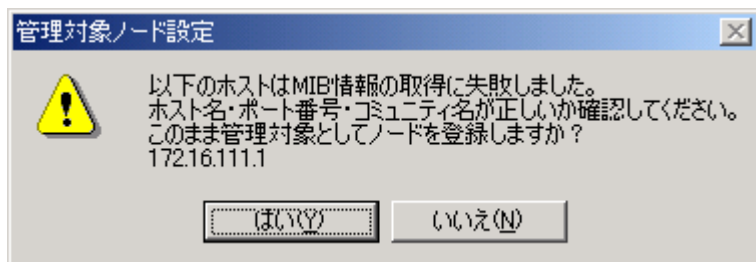 管理対象ノード設定
以下のホストはMIB情報の取得に失敗しました。
ホスト名・ポート番号・コミュニティ名が正しいか確認してください。
このまま管理対象としてノードを登録しますか？
172.16.111.1
はい(Y) いいえ(N)